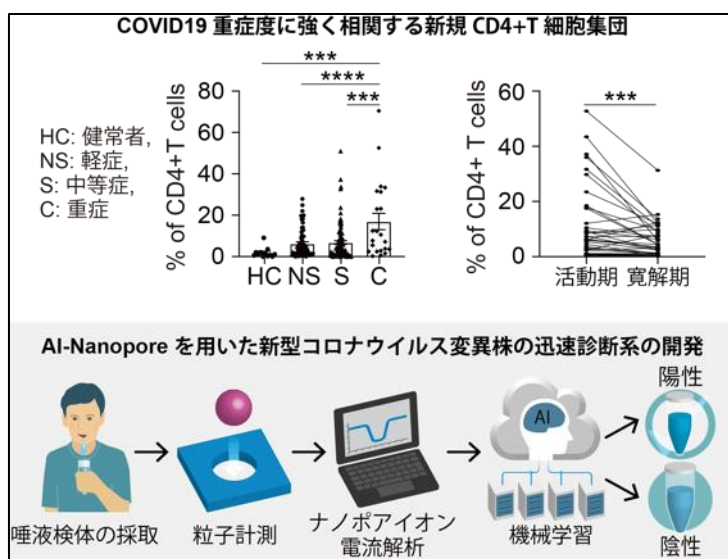 COVID19 重症度に強く相関する新規 CD4+T 細胞集団
HC: 健常者,
NS: 軽症,
S: 中等症,
C: 重症
% of CD4+T cells
80
60
40
20
0
***
****
***
HC NS S C
% of CD4+ T cells
60
40
20
0
***
活動期 寛解期
AI-Nanopore を用いた新型コロナウイルス変異株の迅速診断系の開発
AI
陽性
唾液検体の採取
粒子計測
ナノポアイオン
電流解析
機械学習
陰性